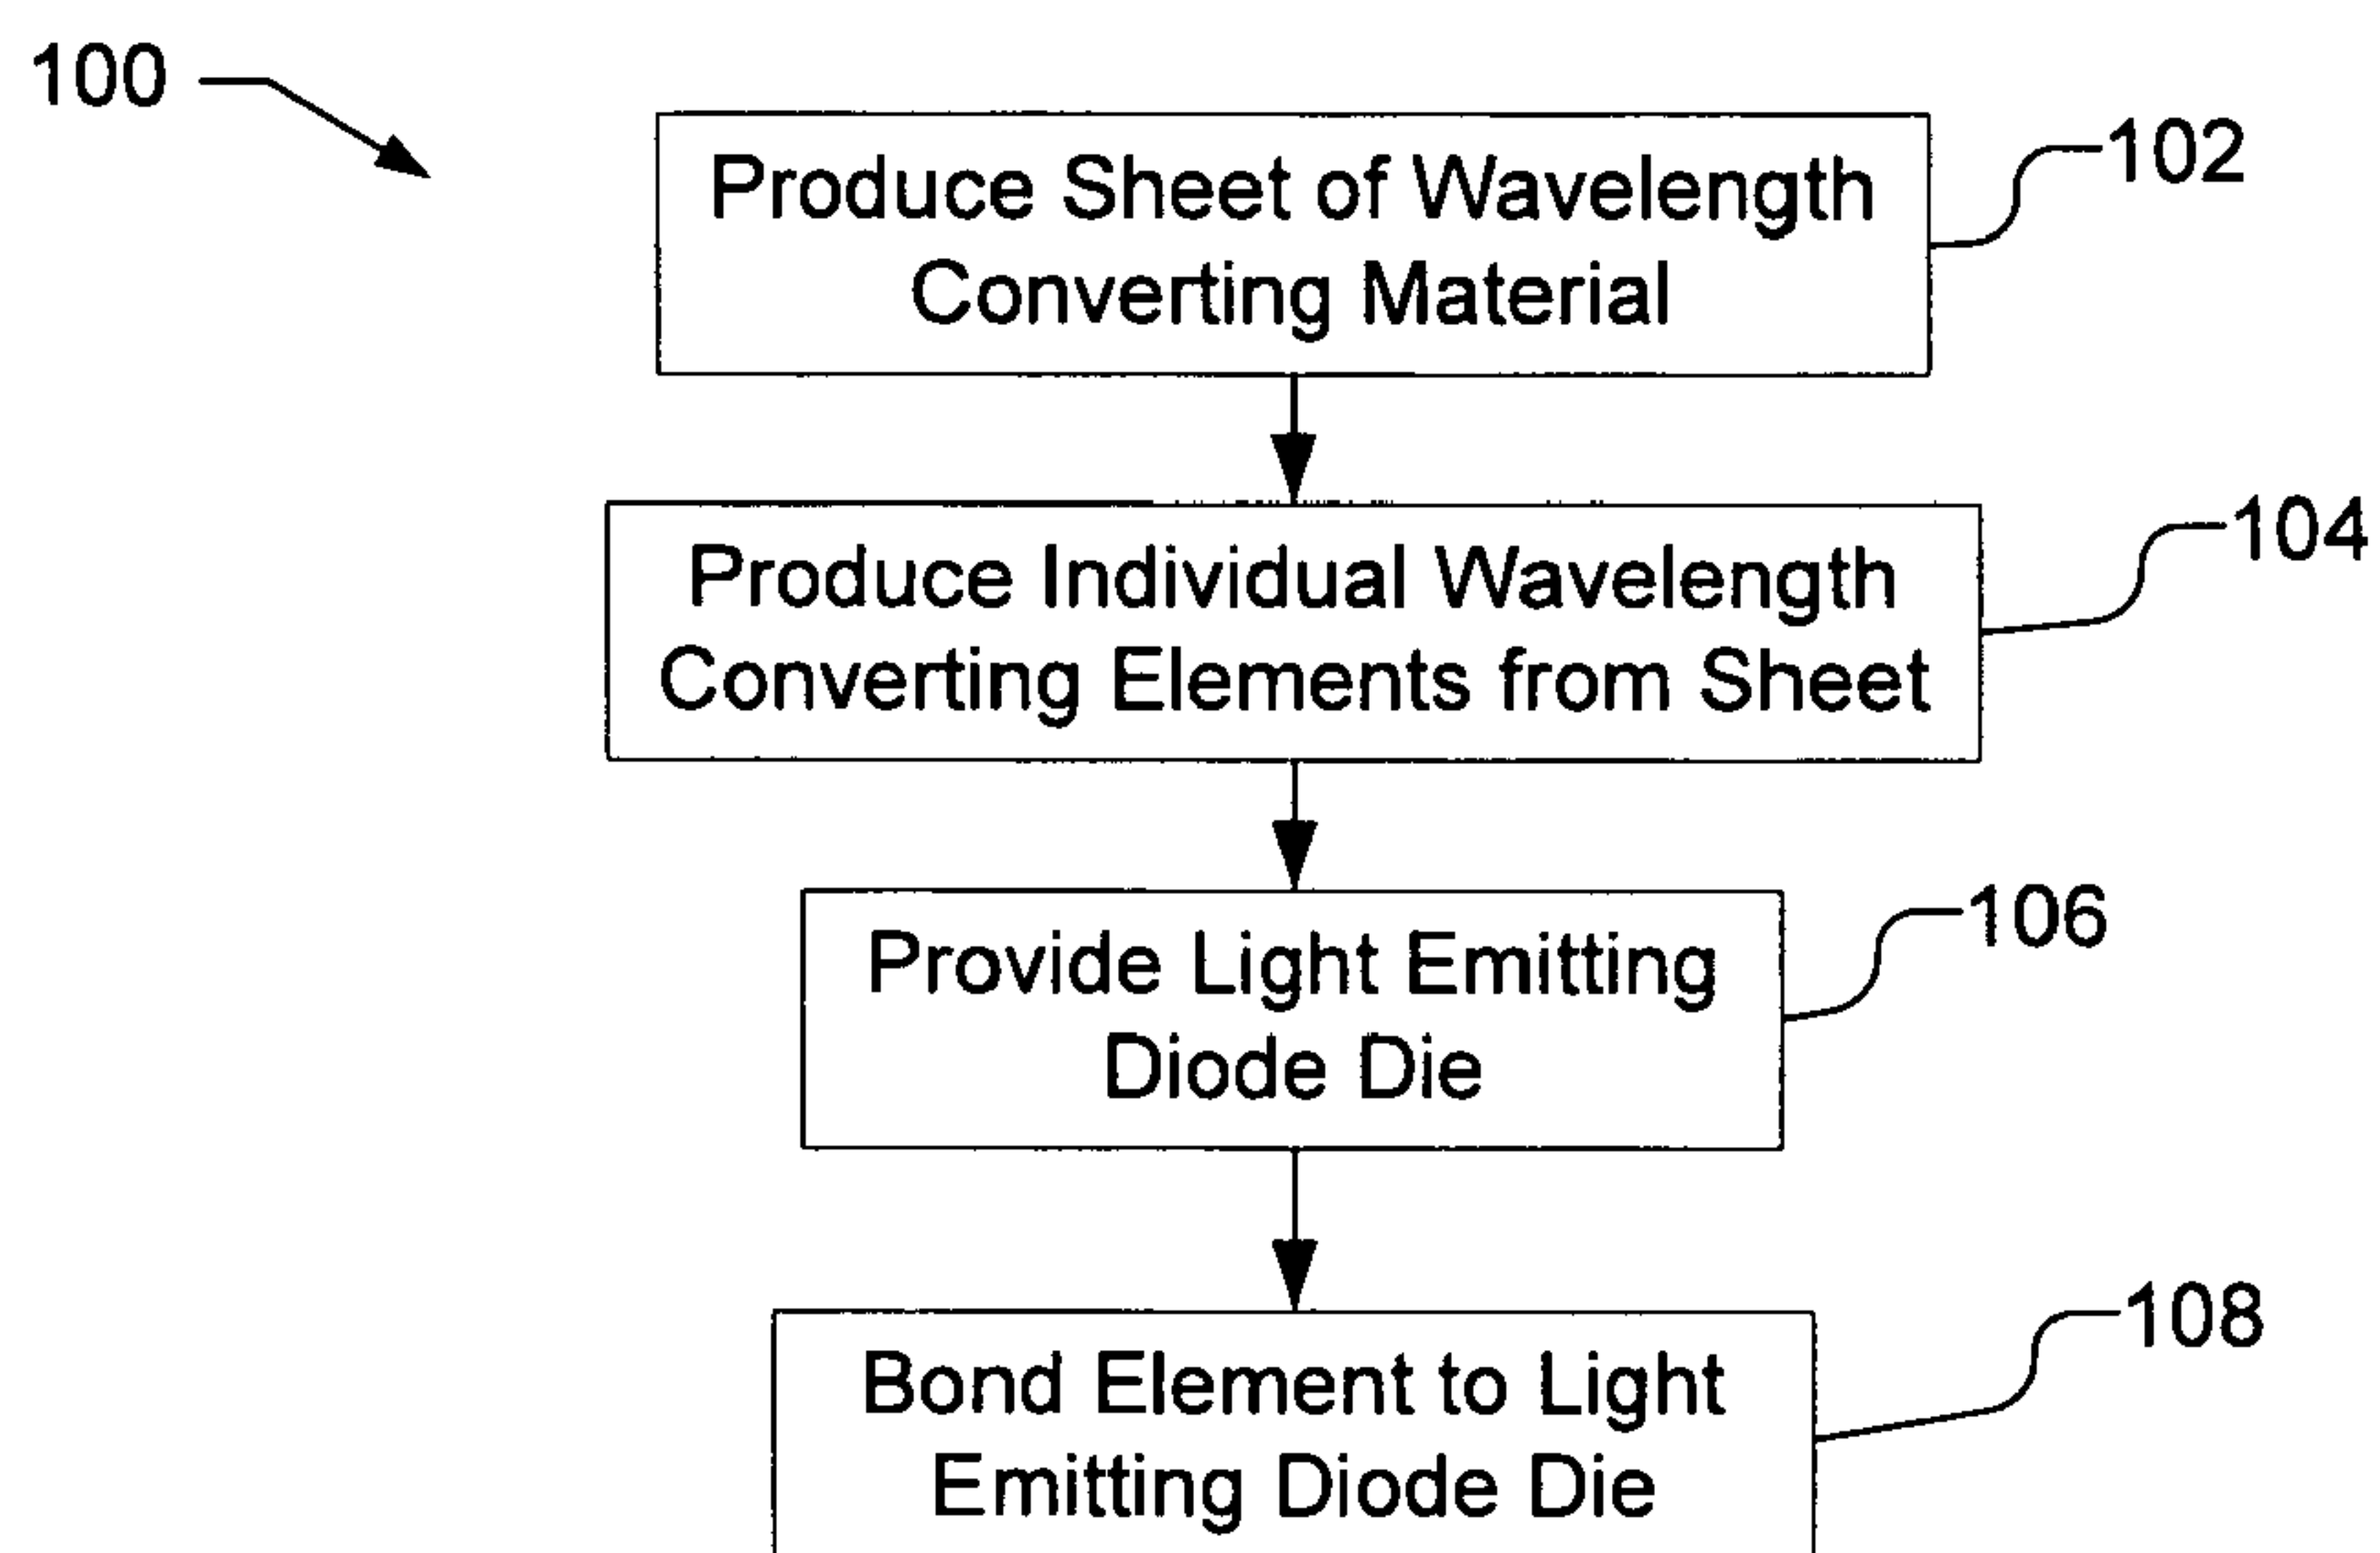 100
Produce Sheet of Wavelength
Converting Material
102
Produce Individual Wavelength
Converting Elements from Sheet
104
Provide Light Emitting
Diode Die
106
Bond Element to Light
Emitting Diode Die
108